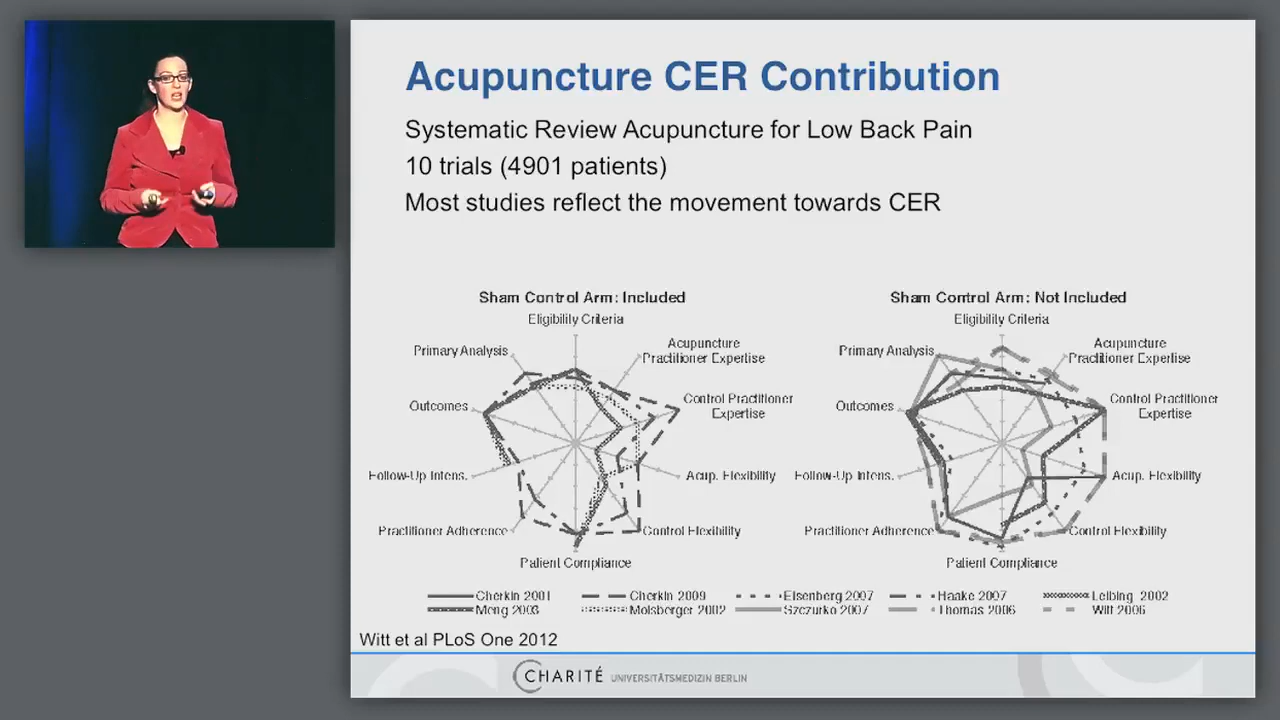 Acupuncture CER Contribution
Systematic Review Acupuncture for Low Back Pain
10 trials (4901 patients)
Most studies reflect the movement towards CER
Sham Control Arm: Included
Eligibility Criteria
Primary Analysis
Acupuncture
Practitioner Expertise
Outcomes
Control Practitioner
Expertise
Follow-Up Intens.
Acup. Flexibility
Practitioner Adherence
Control Flexibility
Patient Compliance
Sham Control Arm: Not Included
Eligibility Criteria
Primary Analysis
Acupuncture
Practitioner Expertise
Outcomes
Control Practitioner
Expertise
Follow-Up Intens.
Acup. Flexibility
Practitioner Adherence
Control Flexibility
Patient Compliance
Cherkin 2001 Cherkin 2009 Eisenberg 2007 Haake 2007 Leibing 2002
Meng 2003 Molsberger 2002 Szczurko 2007 Thomas 2006 Witt 2006
Witt et al PLoS One 2012
CHARITÉ UNIVERSITÄTSMEDIZIN BERLIN